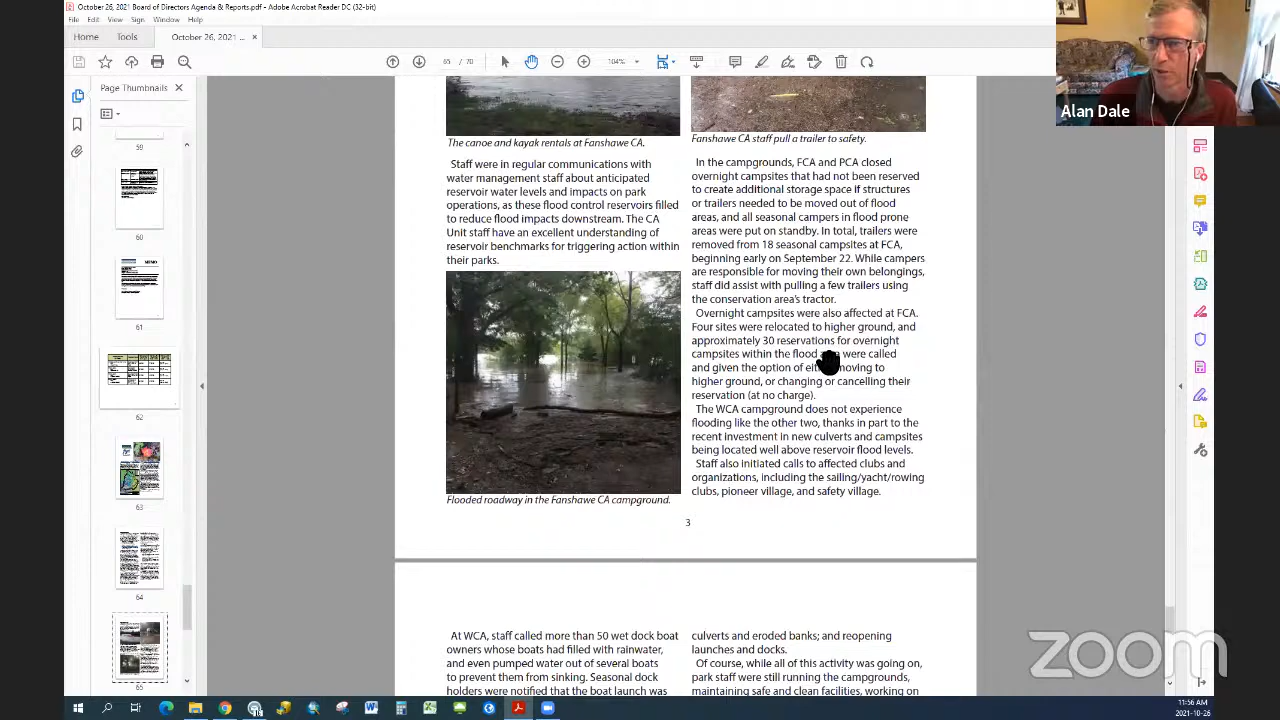 October 26, 2021 Board of Directors Agenda & Reports.pdf - Adobe Acrobat Reader DC (32-bit)
File Edit View Sign Window Help
Home Tools October 26, 2021 ... ×
65 / 70 104%
Page Thumbnails
59
60
61
62
63
64
65
The canoe and kayak rentals at Fanshawe CA.
Staff were in regular communications with
water management staff about anticipated
reservoir water levels and impacts on park
operations, as these flood control reservoirs filled
to reduce flood impacts downstream. The CA
Unit staff have an excellent understanding of
reservoir benchmarks for triggering action within
their parks.
Flooded roadway in the Fanshawe CA campground.
Fanshawe CA staff pull a trailer to safety.
In the campgrounds, FCA and PCA closed
overnight campsites that had not been reserved
to create additional storage space if structures
or trailers needed to be moved out of flood
areas, and all seasonal campers in flood prone
areas were put on standby. In total, trailers were
removed from 18 seasonal campsites at FCA,
beginning early on September 22. While campers
are responsible for moving their own belongings,
staff did assist with pulling a few trailers using
the conservation area's tractor.
Overnight campsites were also affected at FCA.
Four sites were relocated to higher ground, and
approximately 30 reservations for overnight
campsites within the flood were called
and given the option of moving to
higher ground, or changing or cancelling their
reservation (at no charge).
The WCA campground does not experience
flooding like the other two, thanks in part to the
recent investment in new culverts and campsites
being located well above reservoir flood levels.
Staff also initiated calls to affected clubs and
organizations, including the sailing/yacht/rowing
clubs, pioneer village, and safety village.
3
At WCA, staff called more than 50 wet dock boat
owners whose boats had filled with rainwater,
and even pumped water out of several boats
to prevent them from sinking. Seasonal dock
holders were notified that the boat launch was
culverts and eroded banks; and reopening
launches and docks.
Of course, while all of this activity was going on,
park staff were still running the campgrounds,
maintaining safe and clean facilities, working on
Alan Dale
zoom
11:56 AM
2021-10-26